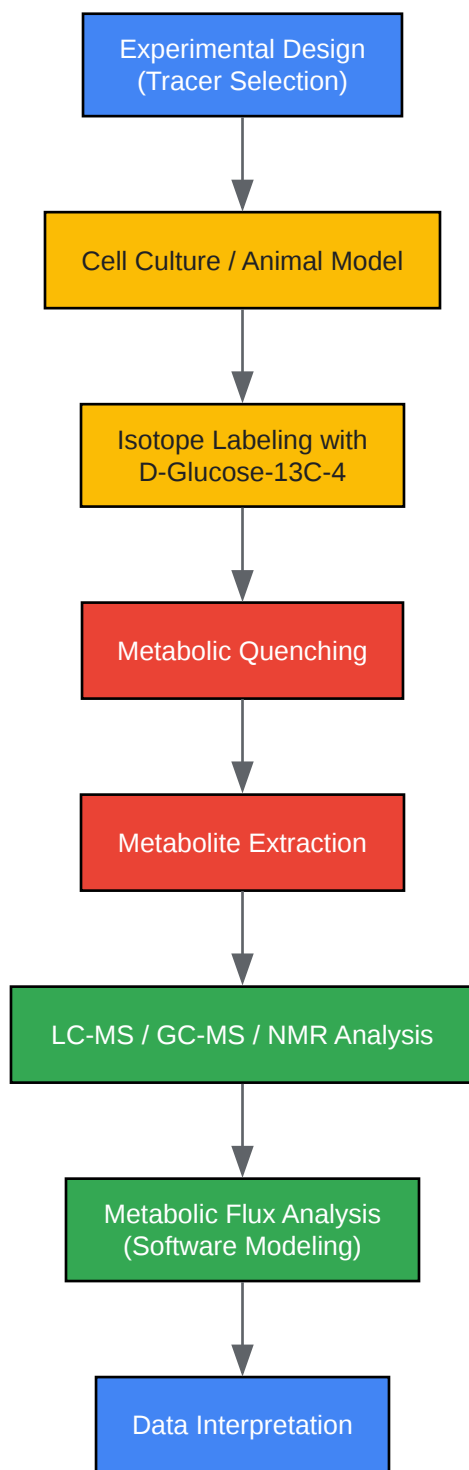 Experimental Design
(Tracer Selection)
Cell Culture / Animal Model
Isotope Labeling with
D-Glucose-13C-4
Metabolic Quenching
Metabolite Extraction
LC-MS / GC-MS / NMR Analysis
Metabolic Flux Analysis
(Software Modeling)
Data Interpretation